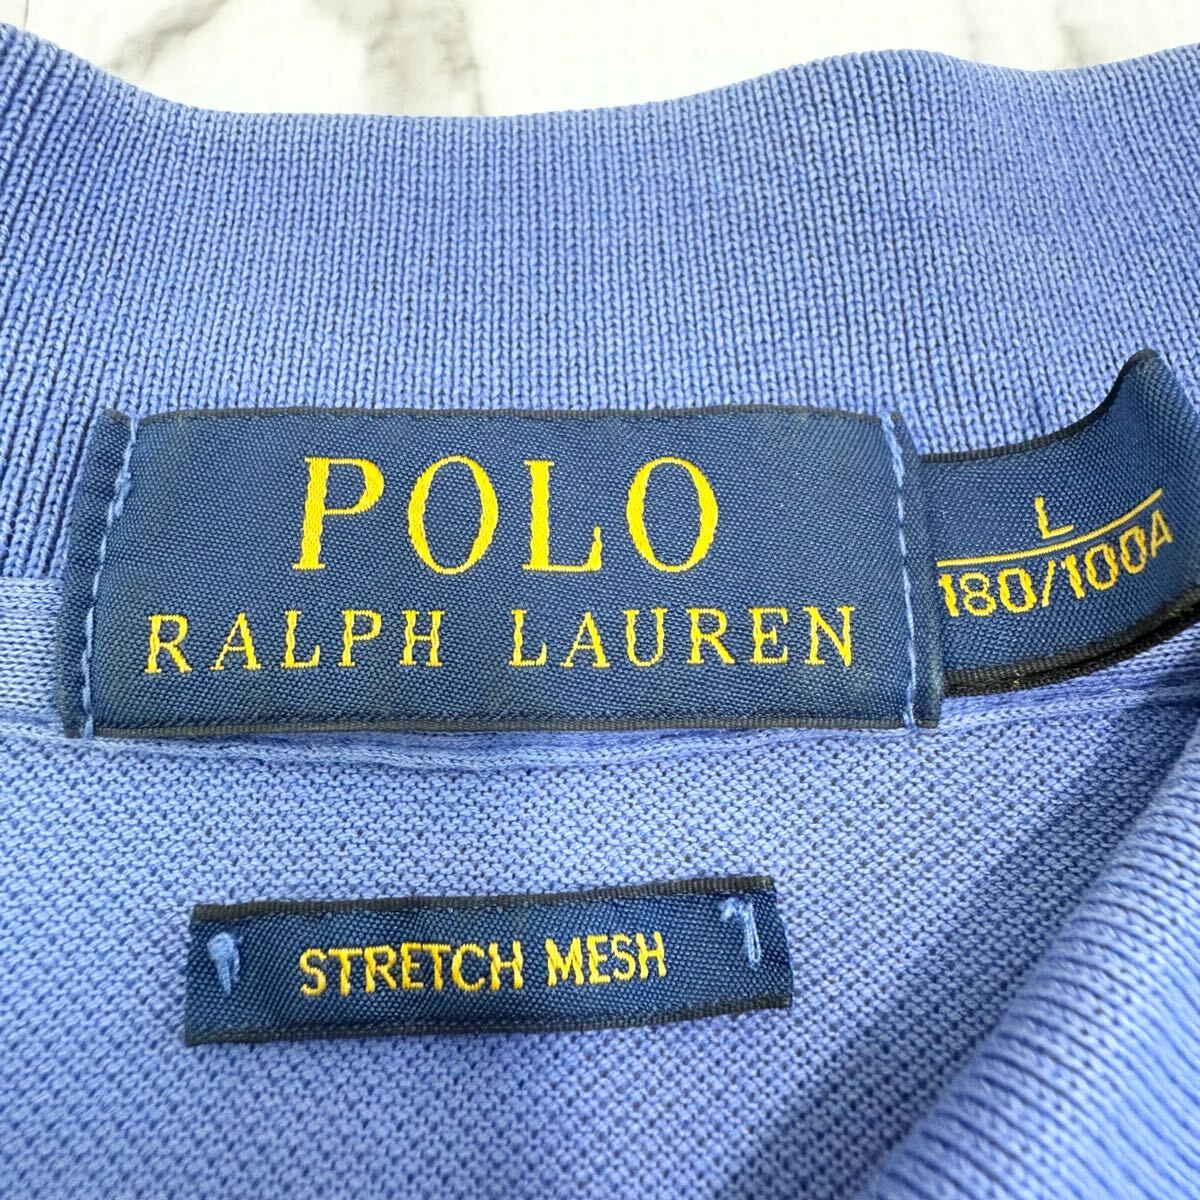 POLO
RALPH LAUREN
L
180/100A
STRETCH MESH